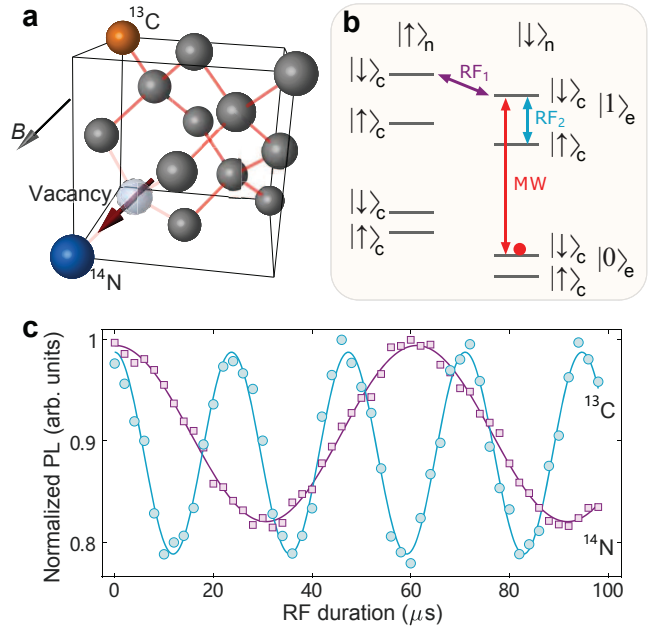 a
¹³C
B
Vacancy
¹⁴N
b
|↑⟩ₙ |↓⟩ₙ
|↓⟩c RF₁ |↓⟩c |1⟩ₑ
|↑⟩c RF₂ |↑⟩c
MW
|↓⟩c |↓⟩c |0⟩ₑ
|↑⟩c |↑⟩c
c
Normalized PL (arb. units)
1
0.9
0.8
¹³C
¹⁴N
0 20 40 60 80 100
RF duration (μs)